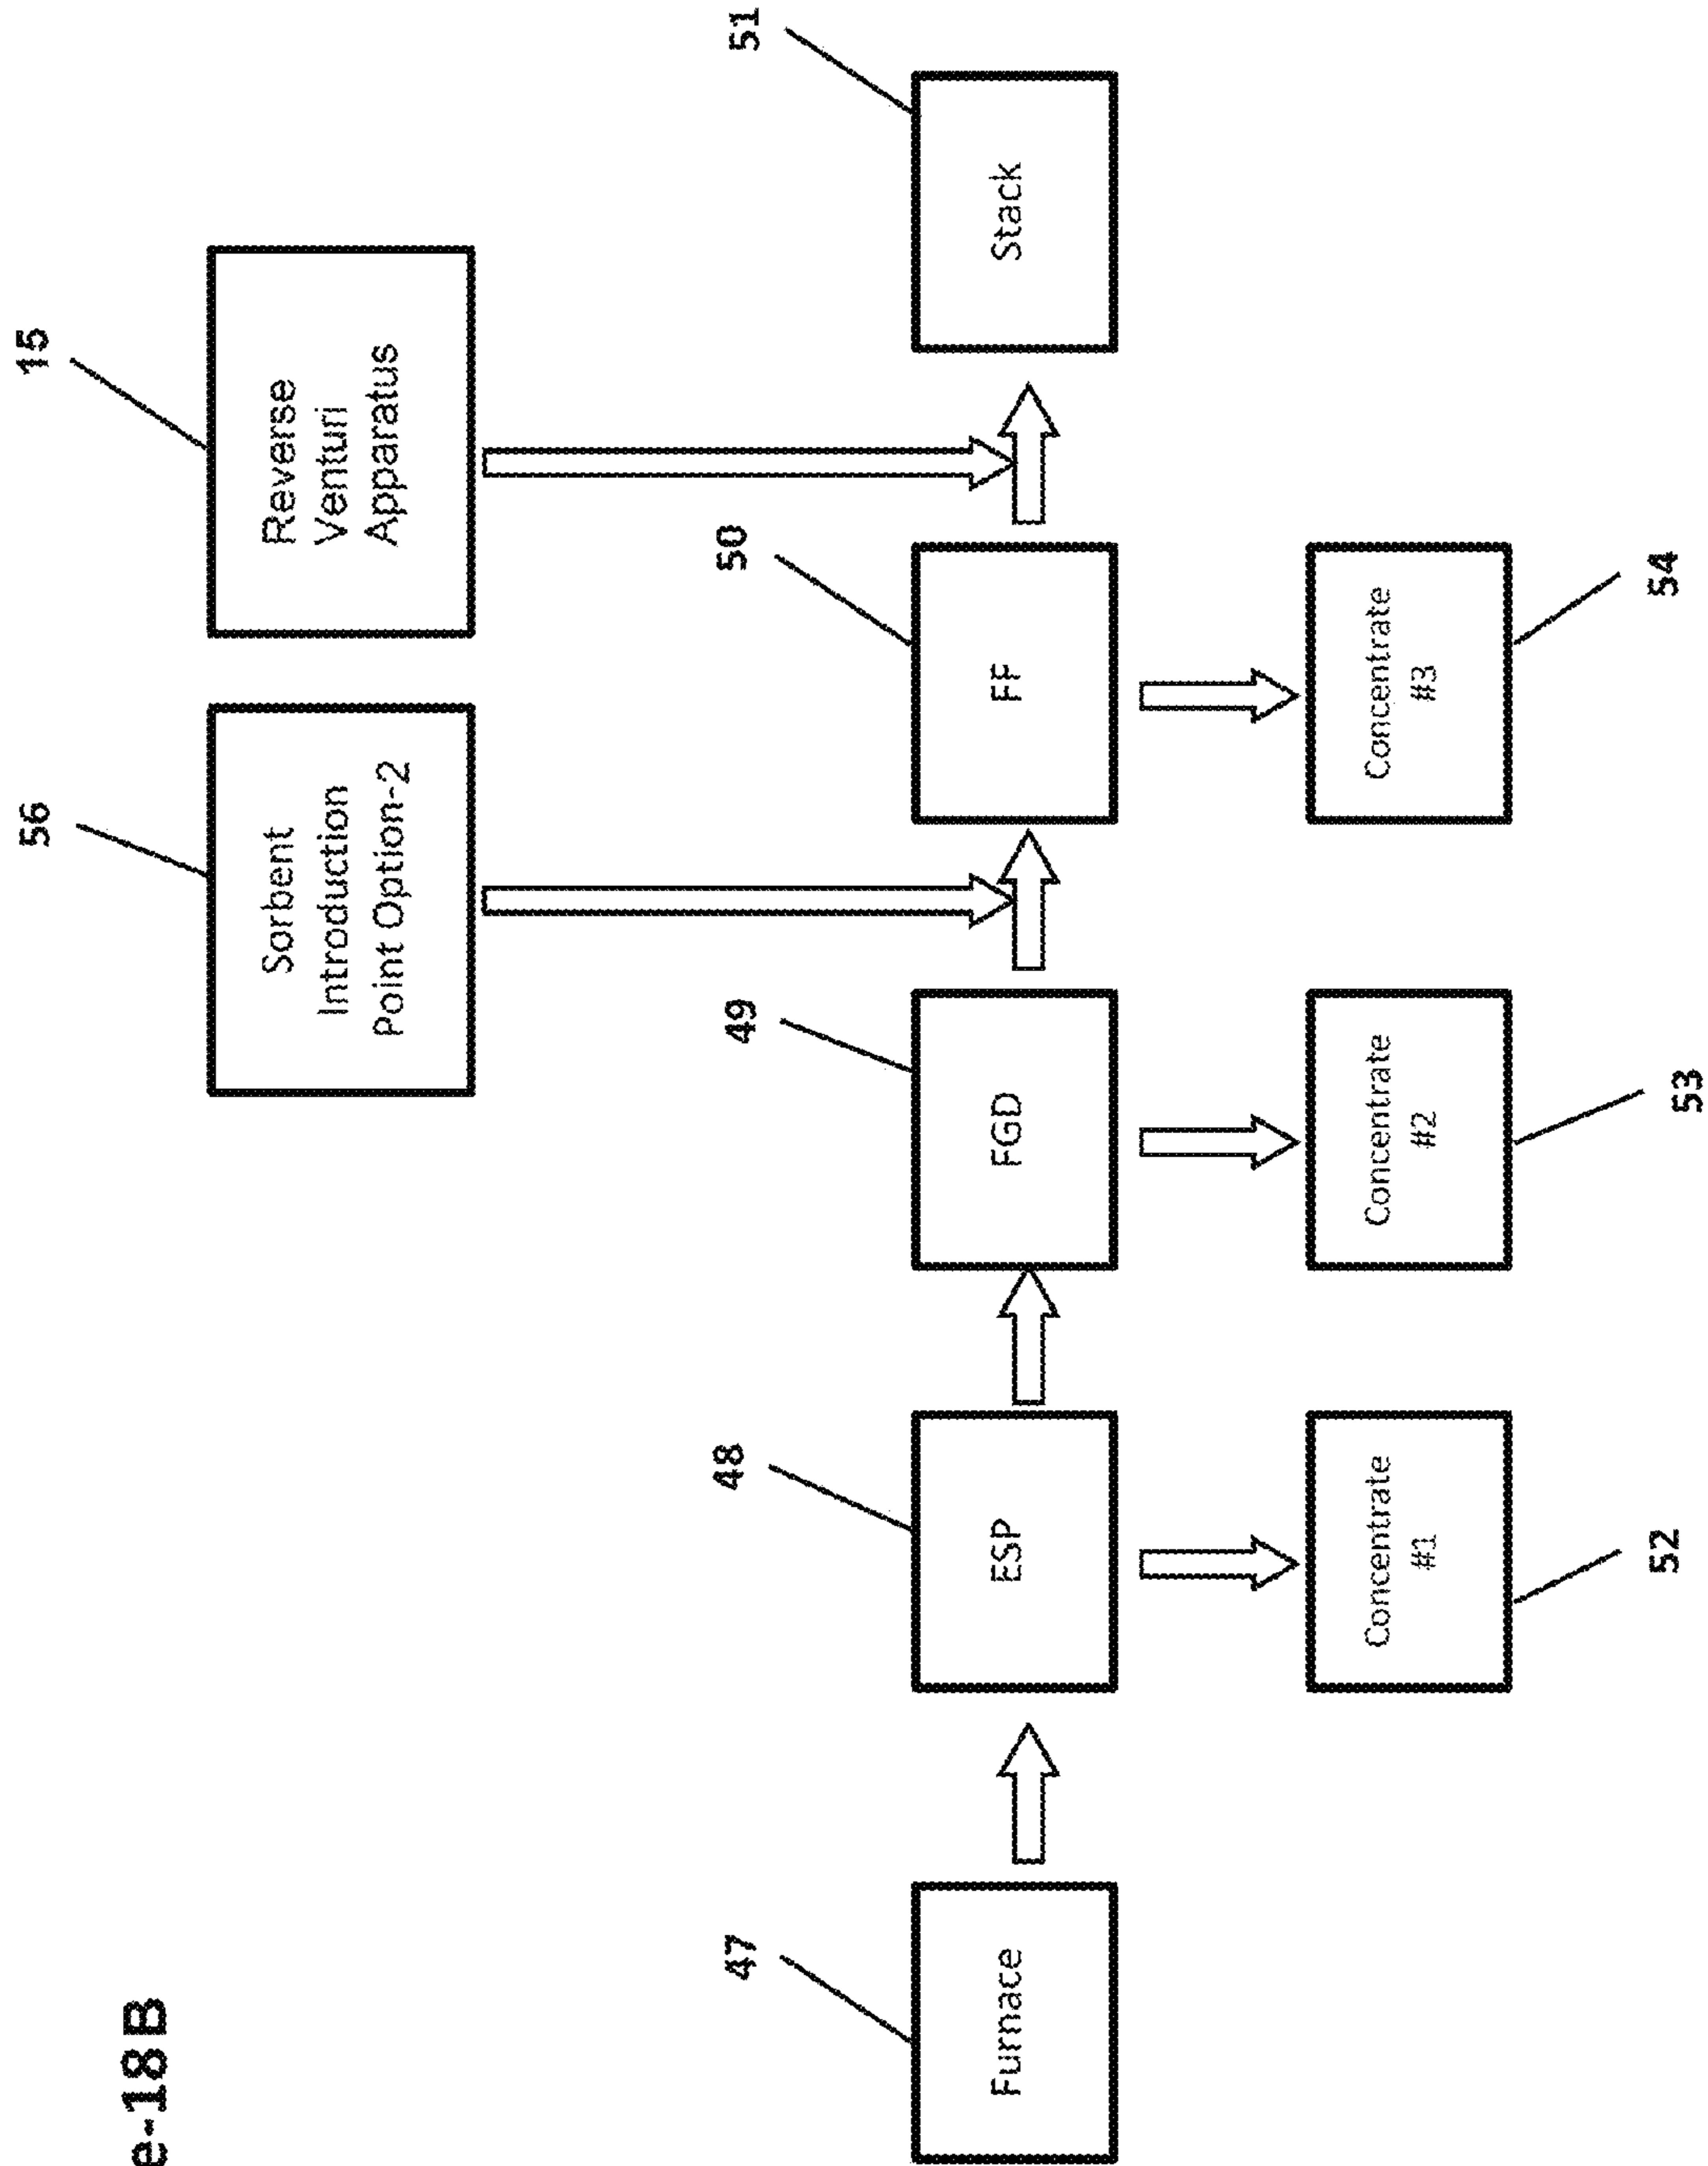 e-18B
56
15
Sorbent
Introduction
Point Option-2
Reverse
Venturi
Apparatus
47
48
49
50
51
Furnace
ESP
FGD
FF
Stack
Concentrate
#1
Concentrate
#2
Concentrate
#3
52
53
54